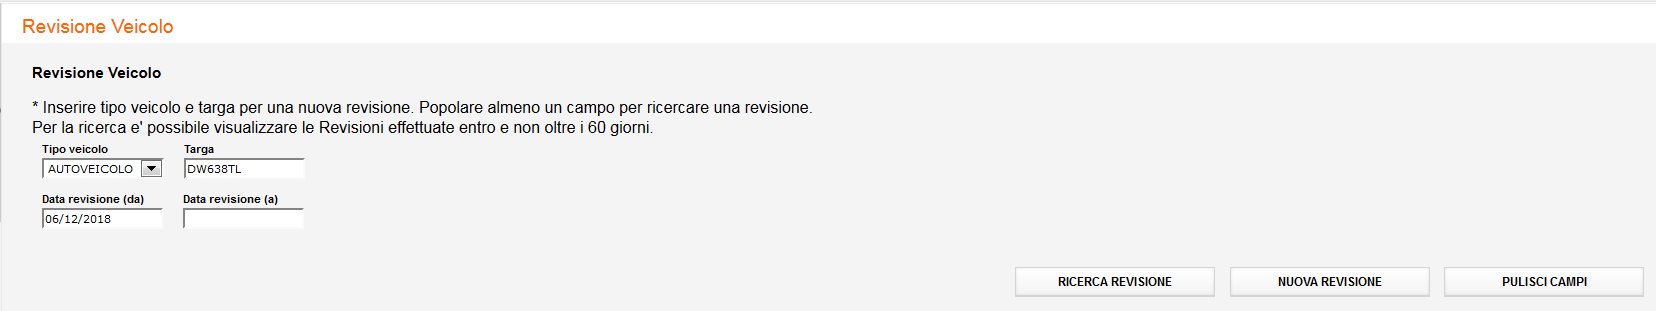 Revisione Veicolo
Revisione Veicolo
* Inserire tipo veicolo e targa per una nuova revisione. Popolare almeno un campo per ricercare una revisione.
Per la ricerca e' possibile visualizzare le Revisioni effettuate entro e non oltre i 60 giorni.
Tipo veicolo Targa
AUTOVEICOLO DW638TL
Data revisione (da) Data revisione (a)
06/12/2018
RICERCA REVISIONE NUOVA REVISIONE PULISCI CAMPI